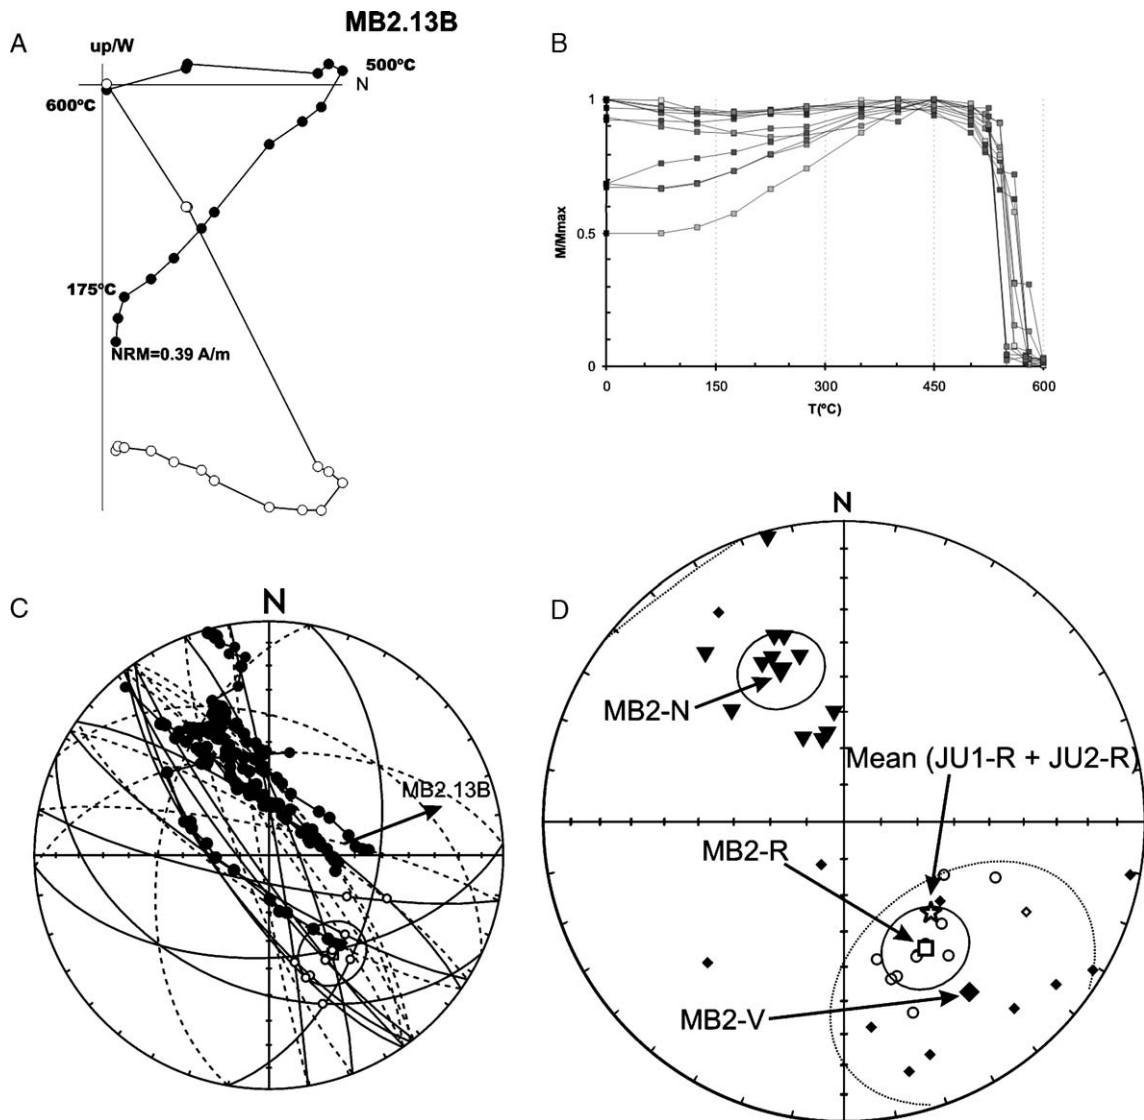 MB2.13B
A
up/W
500ºC
N
600ºC
175ºC
NRM=0.39 A/m
B
1
M/Mmax
0.5
0
0 150 300 450 600
T(ºC)
C
N
MB2.13B
D
N
MB2-N
Mean (JU1-R + JU2-R)
MB2-R
MB2-V